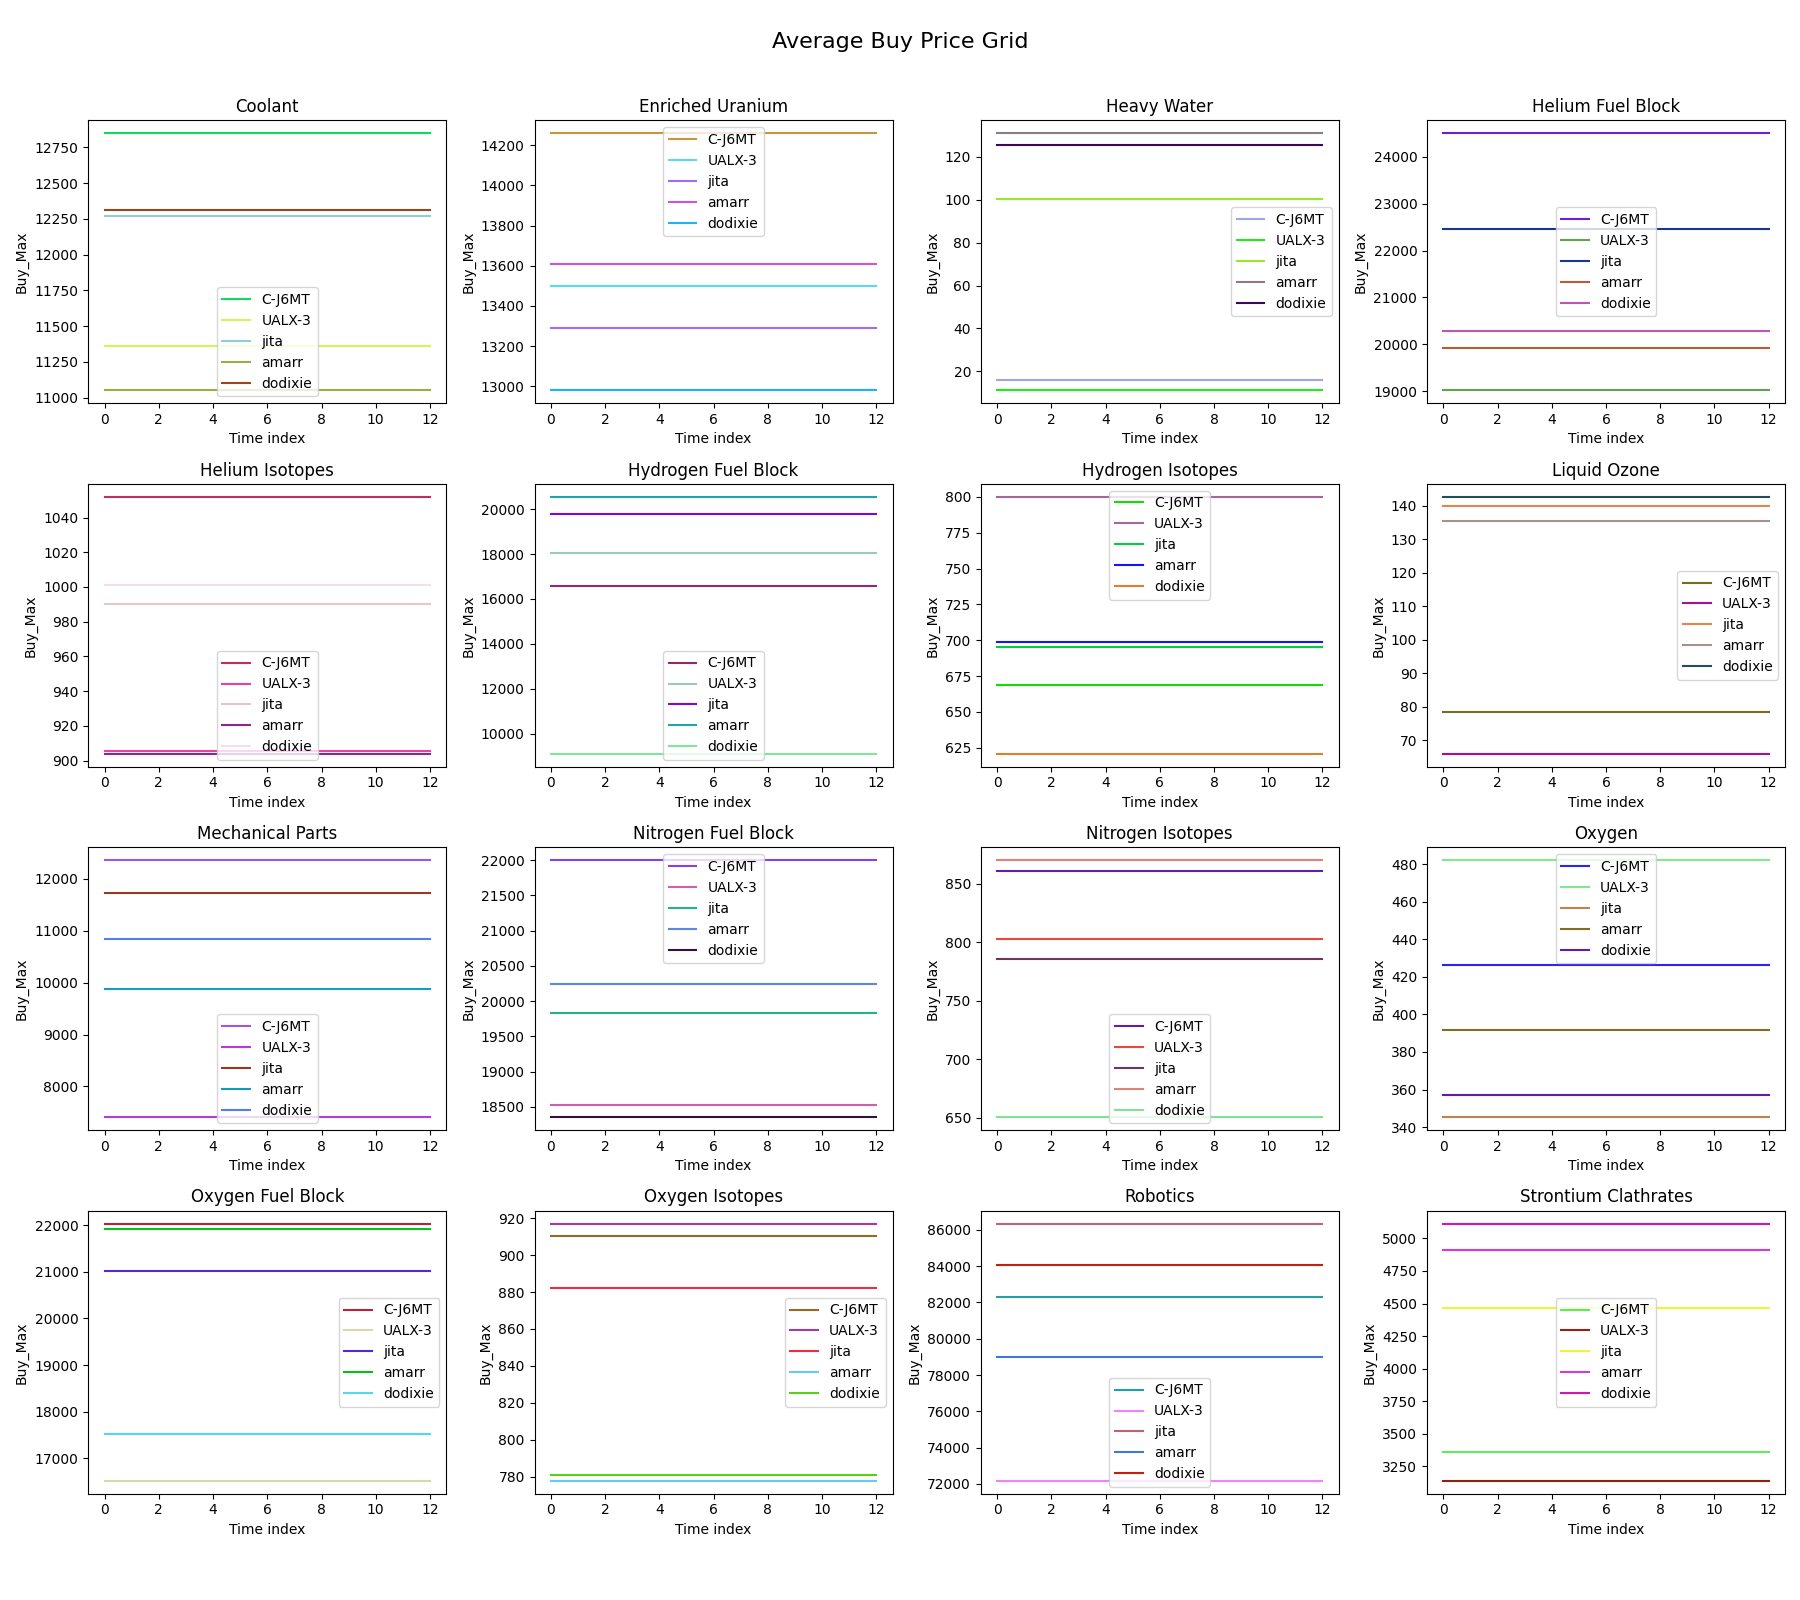 Average Buy Price Grid
Coolant
Buy_Max
12750
12500
12250
12000
11750
11500
11250
11000
C-J6MT
UALX-3
jita
amarr
dodixie
0 2 4 6 8 10 12
Time index
Enriched Uranium
Buy_Max
14200
14000
13800
13600
13400
13200
13000
C-J6MT
UALX-3
jita
amarr
dodixie
0 2 4 6 8 10 12
Time index
Heavy Water
Buy_Max
120
100
80
60
40
20
C-J6MT
UALX-3
jita
amarr
dodixie
0 2 4 6 8 10 12
Time index
Helium Fuel Block
Buy_Max
24000
23000
22000
21000
20000
19000
C-J6MT
UALX-3
jita
amarr
dodixie
0 2 4 6 8 10 12
Time index
Helium Isotopes
Buy_Max
1040
1020
1000
980
960
940
920
900
C-J6MT
UALX-3
jita
amarr
dodixie
0 2 4 6 8 10 12
Time index
Hydrogen Fuel Block
Buy_Max
20000
18000
16000
14000
12000
10000
C-J6MT
UALX-3
jita
amarr
dodixie
0 2 4 6 8 10 12
Time index
Hydrogen Isotopes
Buy_Max
800
775
750
725
700
675
650
625
C-J6MT
UALX-3
jita
amarr
dodixie
0 2 4 6 8 10 12
Time index
Liquid Ozone
Buy_Max
140
130
120
110
100
90
80
70
C-J6MT
UALX-3
jita
amarr
dodixie
0 2 4 6 8 10 12
Time index
Mechanical Parts
Buy_Max
12000
11000
10000
9000
8000
C-J6MT
UALX-3
jita
amarr
dodixie
0 2 4 6 8 10 12
Time index
Nitrogen Fuel Block
Buy_Max
22000
21500
21000
20500
20000
19500
19000
18500
C-J6MT
UALX-3
jita
amarr
dodixie
0 2 4 6 8 10 12
Time index
Nitrogen Isotopes
Buy_Max
850
800
750
700
650
C-J6MT
UALX-3
jita
amarr
dodixie
0 2 4 6 8 10 12
Time index
Oxygen
Buy_Max
480
460
440
420
400
380
360
340
C-J6MT
UALX-3
jita
amarr
dodixie
0 2 4 6 8 10 12
Time index
Oxygen Fuel Block
Buy_Max
22000
21000
20000
19000
18000
17000
C-J6MT
UALX-3
jita
amarr
dodixie
0 2 4 6 8 10 12
Time index
Oxygen Isotopes
Buy_Max
920
900
880
860
840
820
800
780
C-J6MT
UALX-3
jita
amarr
dodixie
0 2 4 6 8 10 12
Time index
Robotics
Buy_Max
86000
84000
82000
80000
78000
76000
74000
72000
C-J6MT
UALX-3
jita
amarr
dodixie
0 2 4 6 8 10 12
Time index
Strontium Clathrates
Buy_Max
5000
4750
4500
4250
4000
3750
3500
3250
C-J6MT
UALX-3
jita
amarr
dodixie
0 2 4 6 8 10 12
Time index